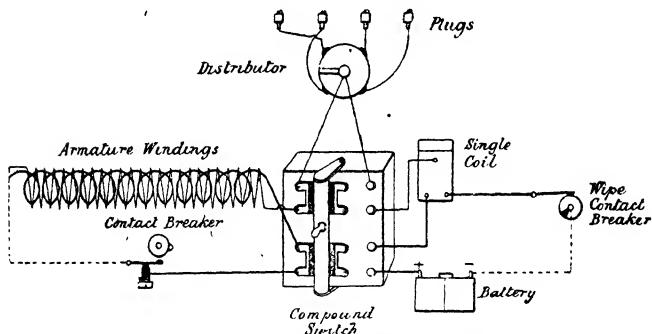 Plugs
Distributor
Armature Windings
Single
Coil
Contact Breaker
Wipe
Contact
Breaker
+
−
Battery
Compound
Switch